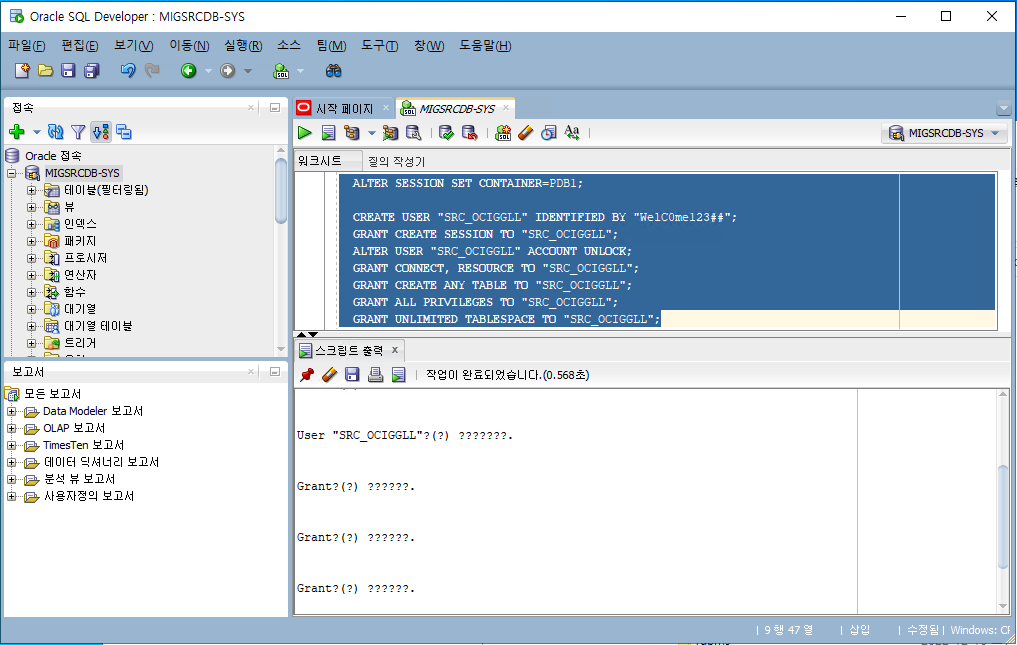 Oracle SQL Developer : MIGSRCDB-SYS
파일(F) 편집(E) 보기(V) 이동(N) 실행(R) 소스 팀(M) 도구(T) 창(W) 도움말(H)
접속
Oracle 접속
MIGSRCDB-SYS
테이블(필터링됨)
뷰
인덱스
패키지
프로시저
연산자
함수
대기열
대기열 테이블
트리거
보고서
모든 보고서
Data Modeler 보고서
OLAP 보고서
TimesTen 보고서
데이터 딕셔너리 보고서
분석 뷰 보고서
사용자정의 보고서
시작 페이지
MIGSRCDB-SYS
MIGSRCDB-SYS
워크시트 질의 작성기
ALTER SESSION SET CONTAINER=PDB1;
CREATE USER "SRC_OCIGGLL" IDENTIFIED BY "WelC0me123##";
GRANT CREATE SESSION TO "SRC_OCIGGLL";
ALTER USER "SRC_OCIGGLL" ACCOUNT UNLOCK;
GRANT CONNECT, RESOURCE TO "SRC_OCIGGLL";
GRANT CREATE ANY TABLE TO "SRC_OCIGGLL";
GRANT ALL PRIVILEGES TO "SRC_OCIGGLL";
GRANT UNLIMITED TABLESPACE TO "SRC_OCIGGLL";
스크립트 출력 x
작업이 완료되었습니다.(0.568초)
User "SRC_OCIGGLL"?(?) ???????.
Grant?(?) ??????.
Grant?(?) ??????.
Grant?(?) ??????.
9 행 47 열 | 삽입 | 수정됨 | Windows: CF